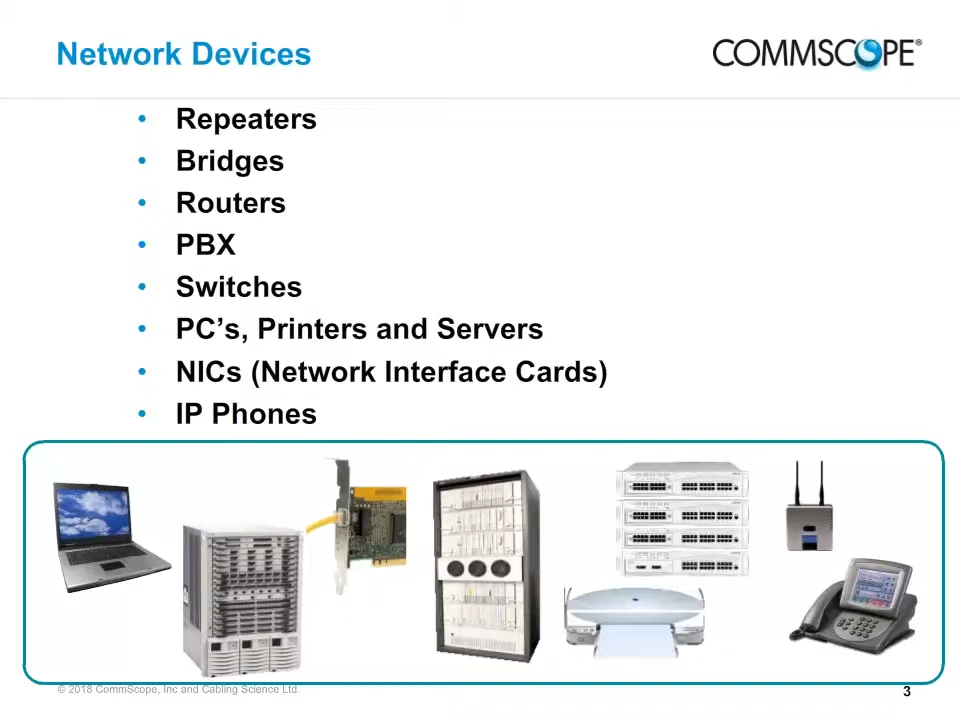 Network Devices
COMMSCOPE®
• Repeaters
• Bridges
• Routers
• PBX
• Switches
• PC’s, Printers and Servers
• NICs (Network Interface Cards)
• IP Phones
© 2018 CommScope, Inc and Cabling Science Ltd.
3